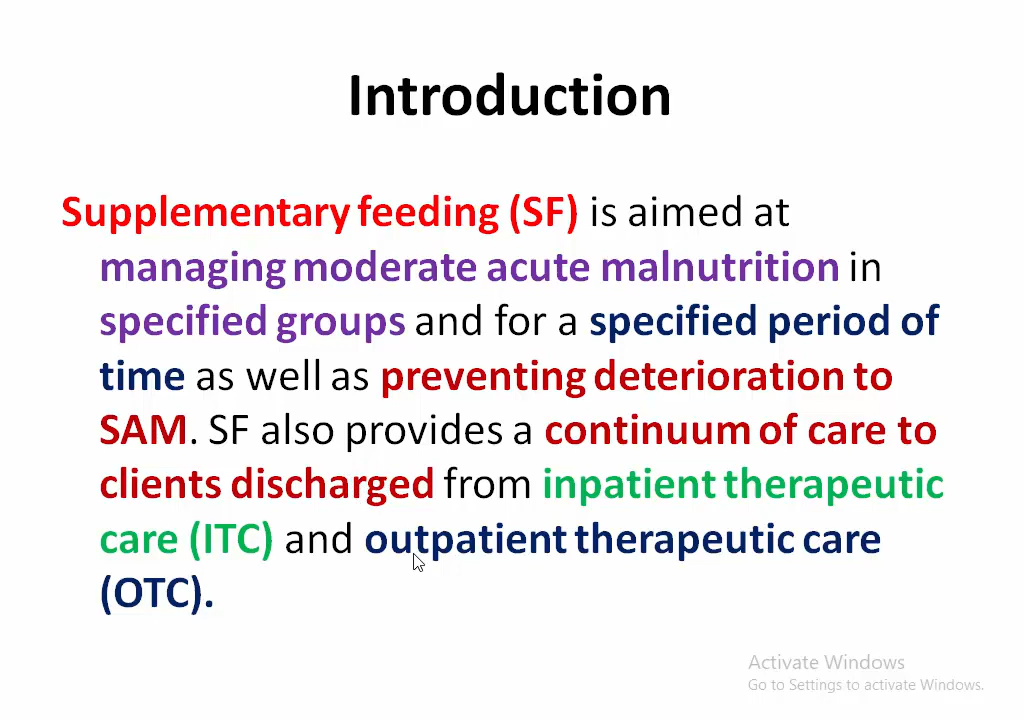 Introduction
Supplementary feeding (SF) is aimed at
managing moderate acute malnutrition in
specified groups and for a specified period of
time as well as preventing deterioration to
SAM. SF also provides a continuum of care to
clients discharged from inpatient therapeutic
care (ITC) and outpatient therapeutic care
(OTC).
Activate Windows
Go to Settings to activate Windows.